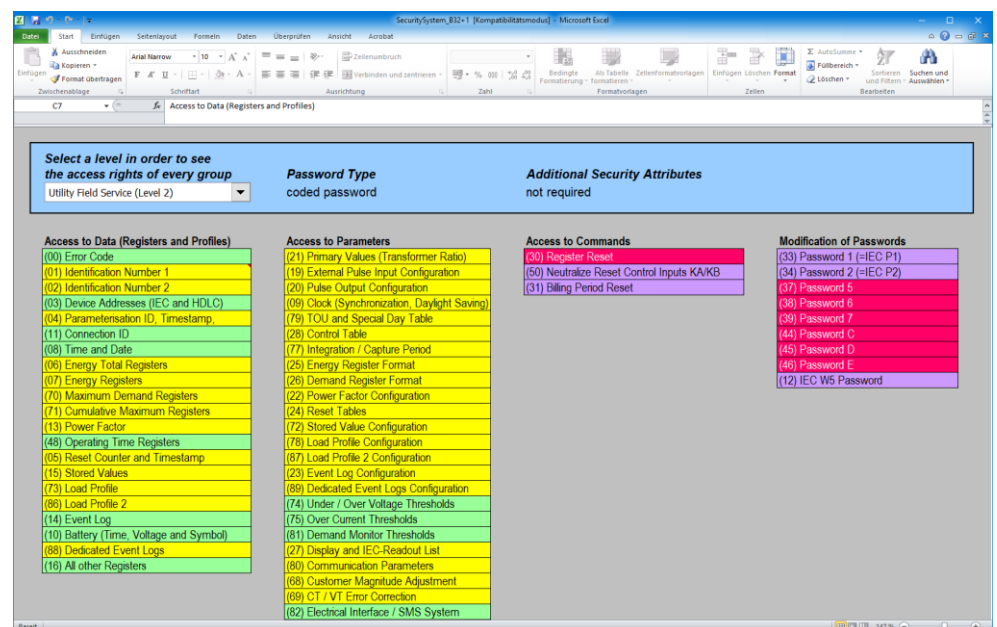 SecuritySystem_B32+1 [Kompatibilitätsmodus] - Microsoft Excel
Datei Start Einfügen Seitenlayout Formeln Daten Überprüfen Ansicht Acrobat
Einfügen
Ausschneiden
Kopieren
Format übertragen
Zwischenablage
Arial Narrow 10
F K U
Schriftart
Zeilenumbruch
Verbinden und zentrieren
Ausrichtung
% 000
Zahl
Bedingte Formatierung
Als Tabelle formatieren
Zellenformatvorlagen
Formatvorlagen
Einfügen Löschen Format
Zellen
Σ AutoSumme
Füllbereich
Löschen
Sortieren und Filtern
Suchen und Auswählen
Bearbeiten
C7 fx Access to Data (Registers and Profiles)
Select a level in order to see
the access rights of every group
Utility Field Service (Level 2)
Password Type
coded password
Additional Security Attributes
not required
Access to Data (Registers and Profiles)
(00) Error Code
(01) Identification Number 1
(02) Identification Number 2
(03) Device Addresses (IEC and HDLC)
(04) Parameterisation ID, Timestamp,
(11) Connection ID
(08) Time and Date
(06) Energy Total Registers
(07) Energy Registers
(70) Maximum Demand Registers
(71) Cumulative Maximum Registers
(13) Power Factor
(48) Operating Time Registers
(05) Reset Counter and Timestamp
(15) Stored Values
(73) Load Profile
(86) Load Profile 2
(14) Event Log
(10) Battery (Time, Voltage and Symbol)
(88) Dedicated Event Logs
(16) All other Registers
Access to Parameters
(21) Primary Values (Transformer Ratio)
(19) External Pulse Input Configuration
(20) Pulse Output Configuration
(09) Clock (Synchronization, Daylight Saving)
(79) TOU and Special Day Table
(28) Control Table
(77) Integration / Capture Period
(25) Energy Register Format
(26) Demand Register Format
(22) Power Factor Configuration
(24) Reset Tables
(72) Stored Value Configuration
(78) Load Profile Configuration
(87) Load Profile 2 Configuration
(23) Event Log Configuration
(89) Dedicated Event Logs Configuration
(74) Under / Over Voltage Thresholds
(75) Over Current Thresholds
(81) Demand Monitor Thresholds
(27) Display and IEC-Readout List
(80) Communication Parameters
(68) Customer Magnitude Adjustment
(69) CT / VT Error Correction
(82) Electrical Interface / SMS System
Access to Commands
(30) Register Reset
(50) Neutralize Reset Control Inputs KA/KB
(31) Billing Period Reset
Modification of Passwords
(33) Password 1 (=IEC P1)
(34) Password 2 (=IEC P2)
(37) Password 5
(38) Password 6
(39) Password 7
(44) Password C
(45) Password D
(46) Password E
(12) IEC W5 Password